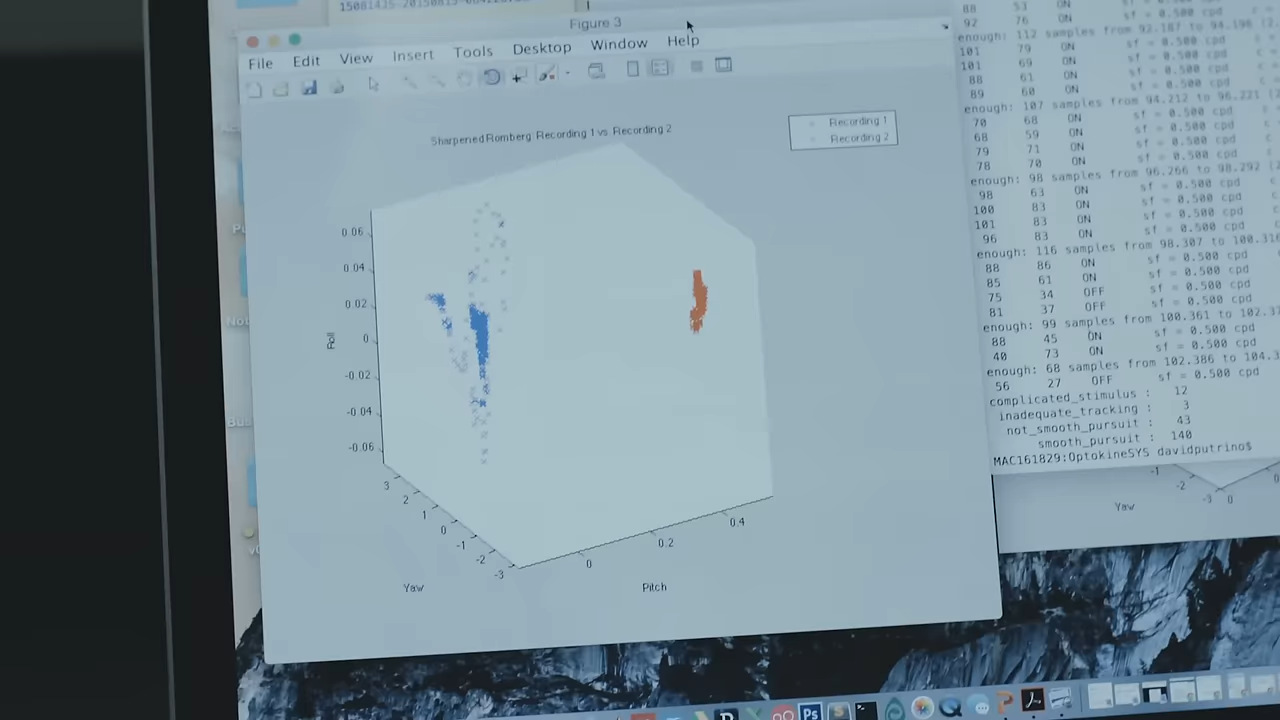 Figure 3
File Edit View Insert Tools Desktop Window Help
Sharpened Romberg: Recording 1 vs. Recording 2
Recording 1
Recording 2
0.06
0.04
0.02
0
-0.02
-0.04
-0.06
Roll
3
2
1
0
-1
-2
-3
Yaw
0
0.2
0.4
Pitch
88 53 ON
92 76 ON
enough: 112 samples from 92.187 to 94.196
101 79 ON sf = 0.500 cpd
101 69 ON sf = 0.500 cpd
88 61 ON sf = 0.500 cpd
89 60 ON sf = 0.500 cpd
enough: 107 samples from 94.212 to 96.221
70 68 ON sf = 0.500 cpd
68 59 ON sf = 0.500 cpd
79 71 ON sf = 0.500 cpd
78 70 ON sf = 0.500 cpd
enough: 98 samples from 96.266 to 98.292
98 63 ON sf = 0.500 cpd
100 83 ON sf = 0.500 cpd
101 83 ON sf = 0.500 cpd
96 83 ON sf = 0.500 cpd
enough: 116 samples from 98.307 to 100.316
88 86 ON sf = 0.500 cpd
85 61 ON sf = 0.500 cpd
75 34 OFF sf = 0.500 cpd
81 37 OFF sf = 0.500 cpd
enough: 99 samples from 100.361 to 102.37
88 45 ON sf = 0.500 cpd
40 73 ON sf = 0.500 cpd
enough: 68 samples from 102.386 to 104.3
56 27 OFF sf = 0.500 cpd
complicated_stimulus : 12
inadequate_tracking : 3
not_smooth_pursuit : 43
smooth_pursuit : 140
MAC161829:OptokineSYS davidputrino$
-1
-2
-3 0
Yaw
Ps